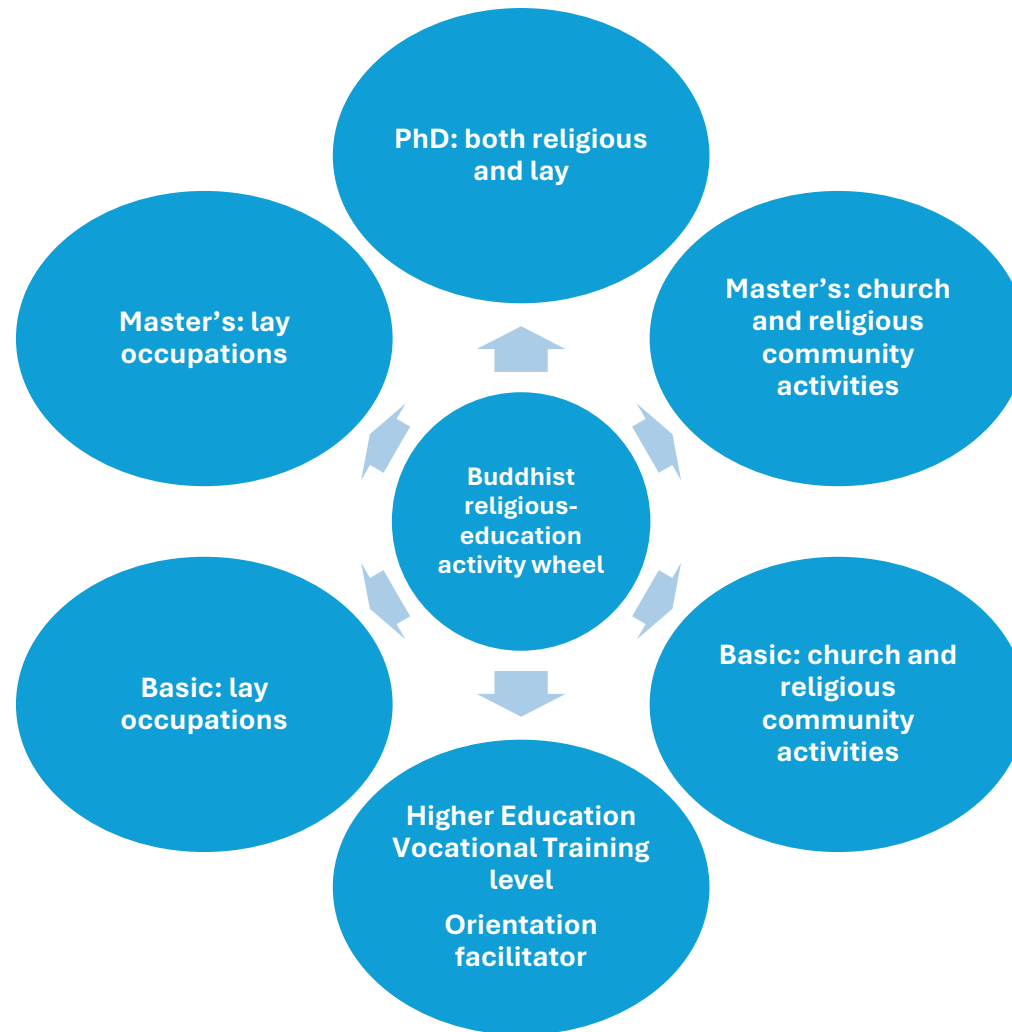 PhD: both religious
and lay
Master’s: church
and religious
community
activities
Basic: church and
religious
community
activities
Higher Education
Vocational Training
level
Orientation
facilitator
Basic: lay
occupations
Master’s: lay
occupations
Buddhist
religious-
education
activity wheel